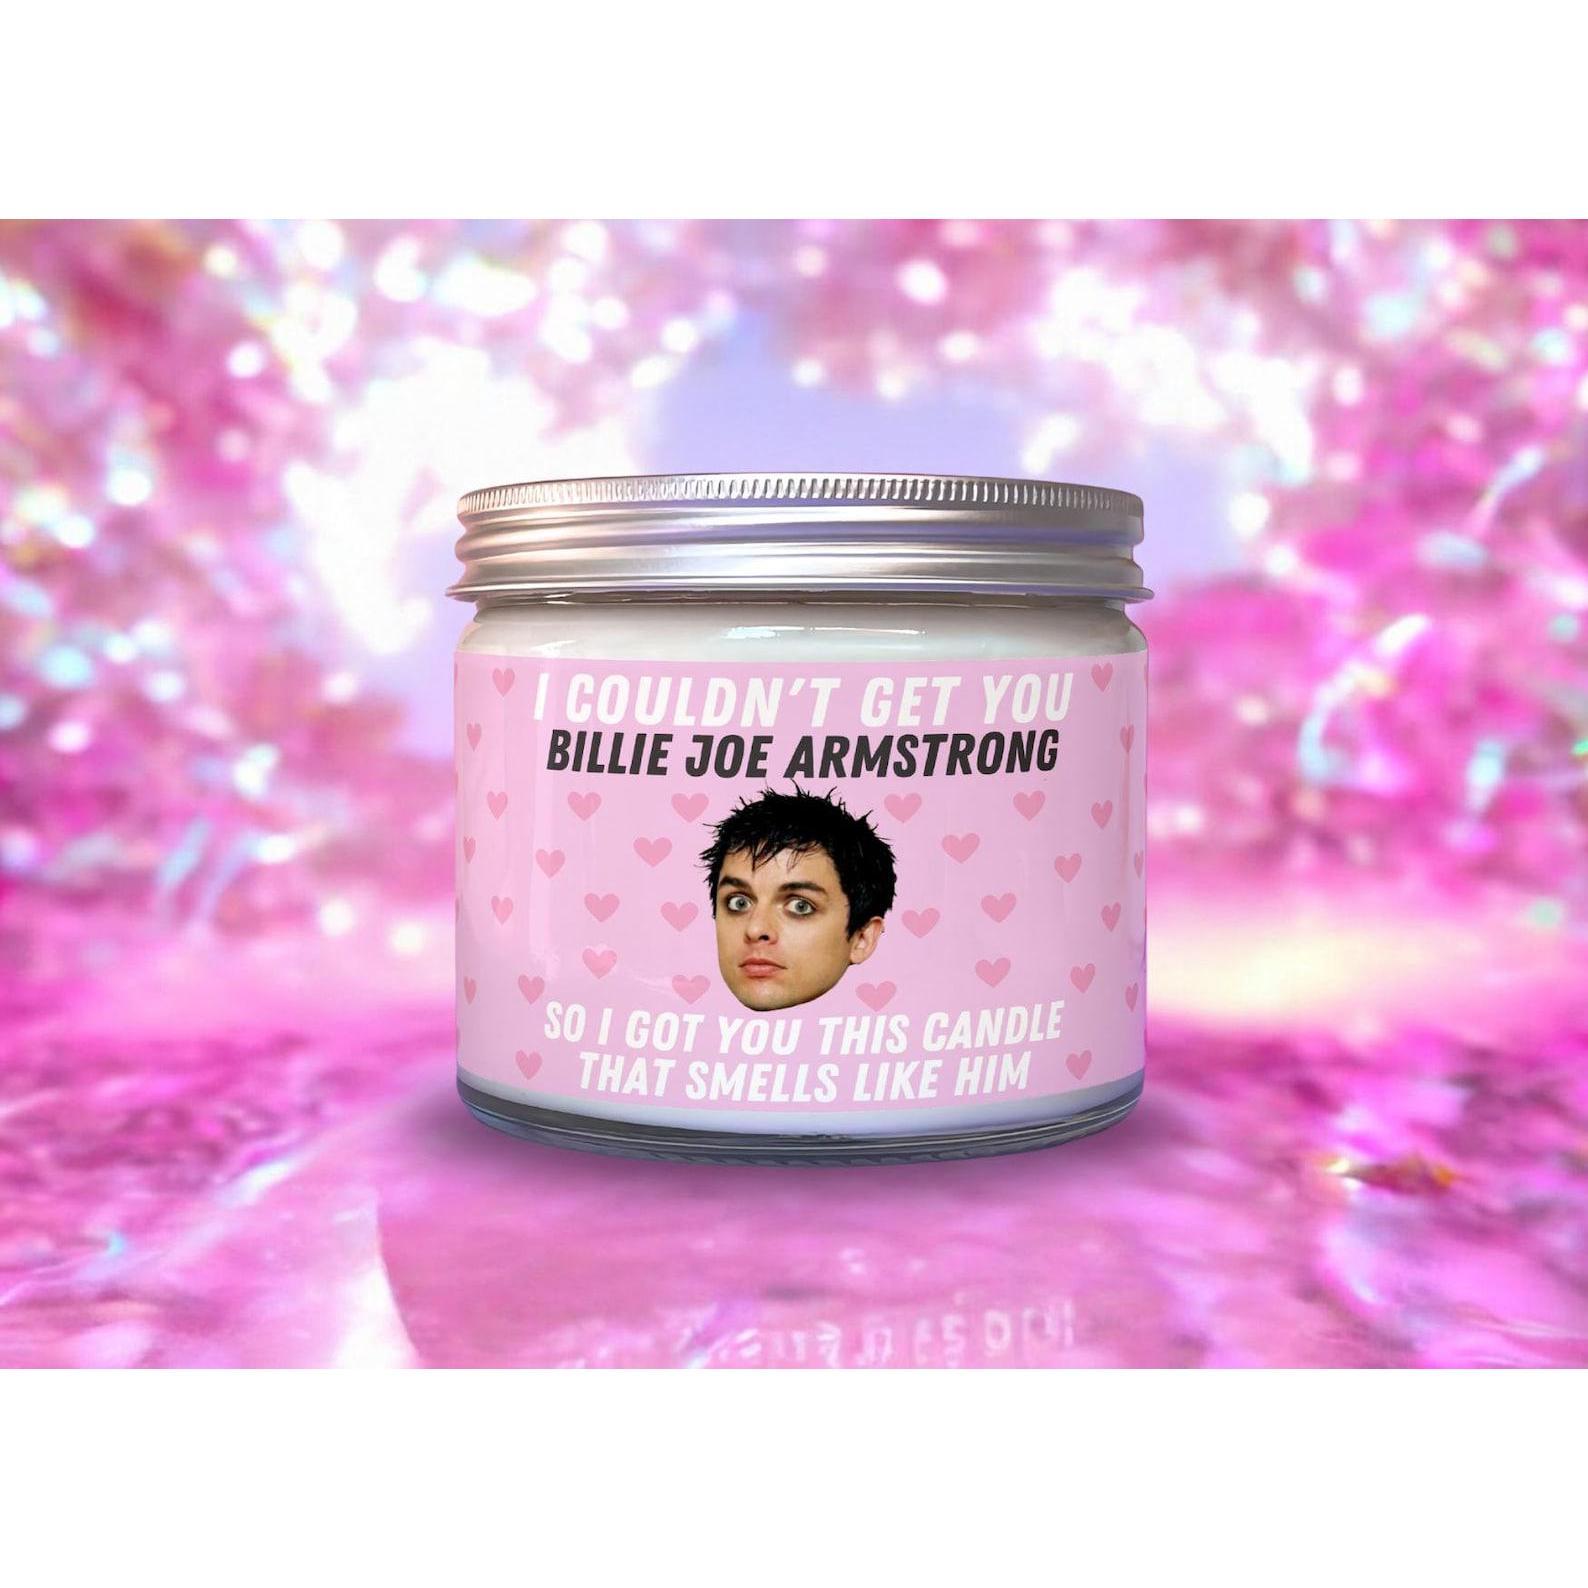 I COULDN'T GET YOU
BILLIE JOE ARMSTRONG
SO I GOT YOU THIS CANDLE
THAT SMELLS LIKE HIM